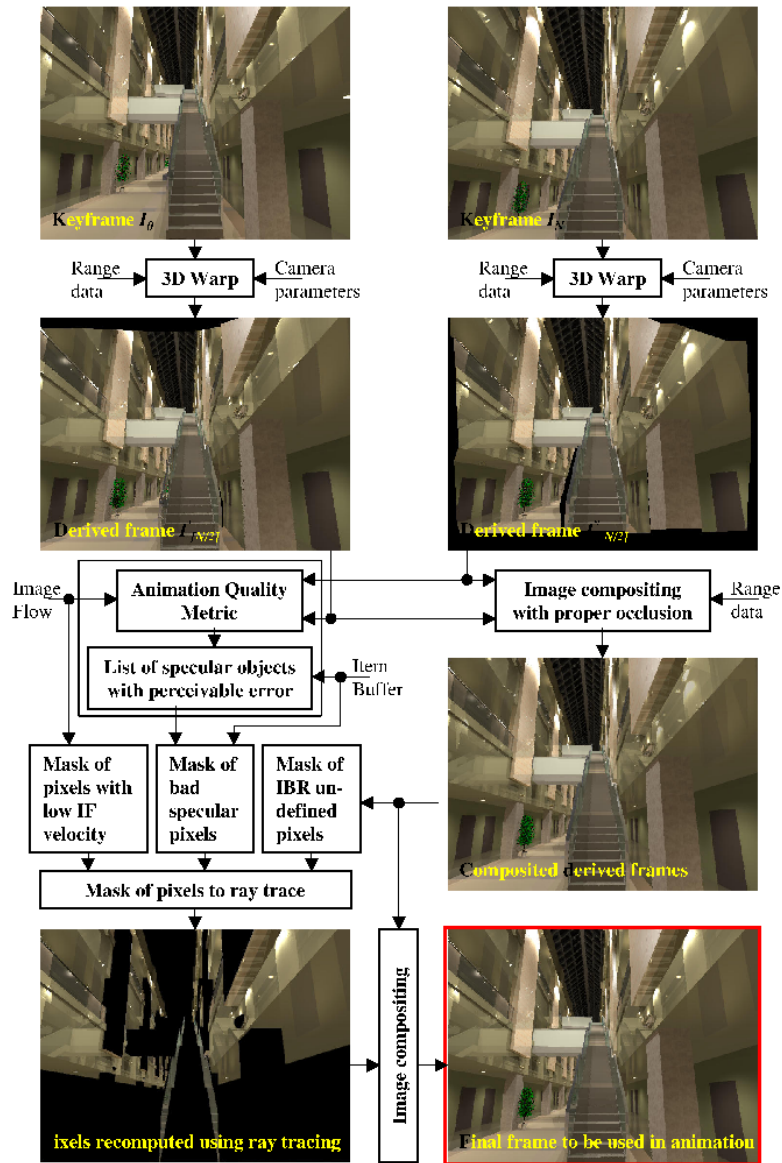 Keyframe I0
Keyframe IN
Range
data
3D Warp
Camera
parameters
Range
data
3D Warp
Camera
parameters
Derived frame I'[N/2]
Derived frame I"[N/2]
Image
Flow
Animation Quality
Metric
Image compositing
with proper occlusion
Range
data
List of specular objects
with perceivable error
Item
Buffer
Mask of
pixels with
low IF
velocity
Mask of
bad
specular
pixels
Mask of
IBR un-
defined
pixels
Composited derived frames
Mask of pixels to ray trace
Image compositing
ixels recomputed using ray tracing
Final frame to be used in animation